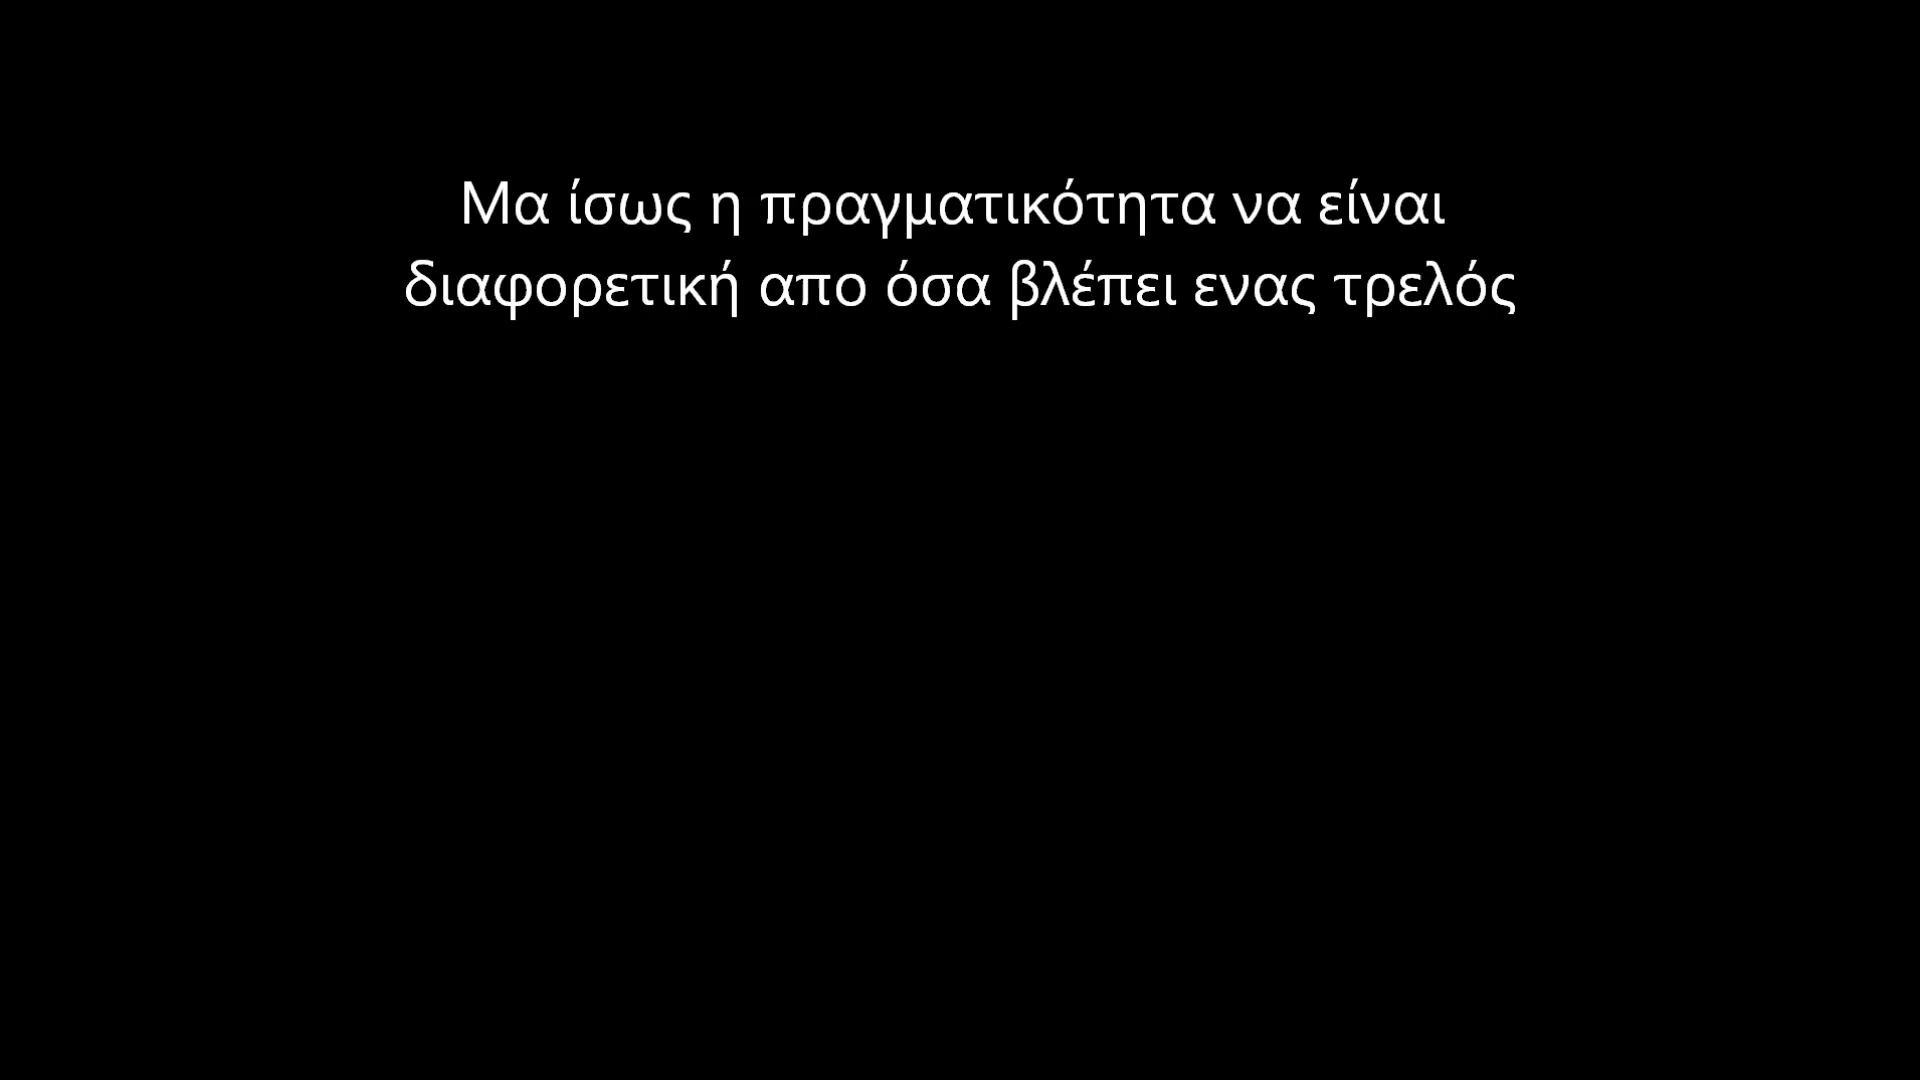 Μα ίσως η πραγματικότητα να είναι
διαφορετική απο όσα βλέπει ενας τρελός